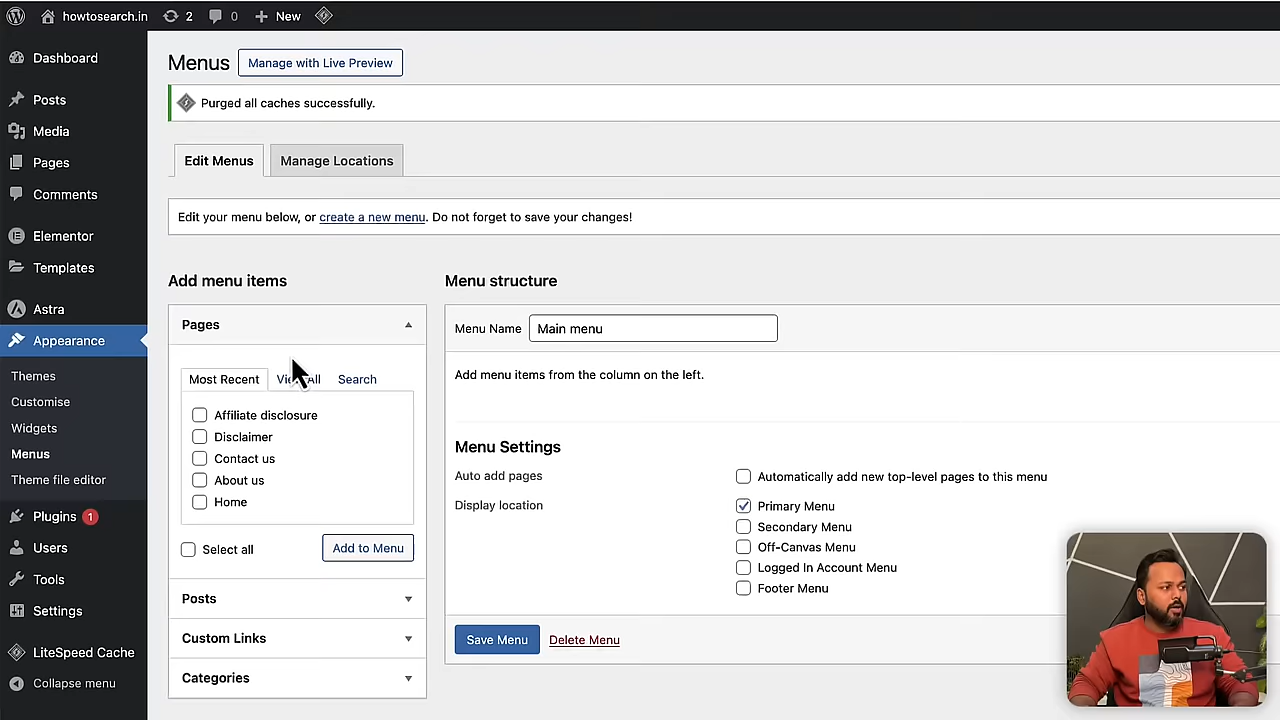 howtosearch.in 2 0 New
Dashboard
Posts
Media
Pages
Comments
Elementor
Templates
Astra
Appearance
Themes
Customise
Widgets
Menus
Theme file editor
Plugins 1
Users
Tools
Settings
LiteSpeed Cache
Collapse menu
Menus Manage with Live Preview
Purged all caches successfully.
Edit Menus Manage Locations
Edit your menu below, or create a new menu. Do not forget to save your changes!
Add menu items
Pages
Most Recent View All Search
Affiliate disclosure
Disclaimer
Contact us
About us
Home
Select all Add to Menu
Posts
Custom Links
Categories
Menu structure
Menu Name Main menu
Add menu items from the column on the left.
Menu Settings
Auto add pages Automatically add new top-level pages to this menu
Display location Primary Menu
Secondary Menu
Off-Canvas Menu
Logged In Account Menu
Footer Menu
Save Menu Delete Menu